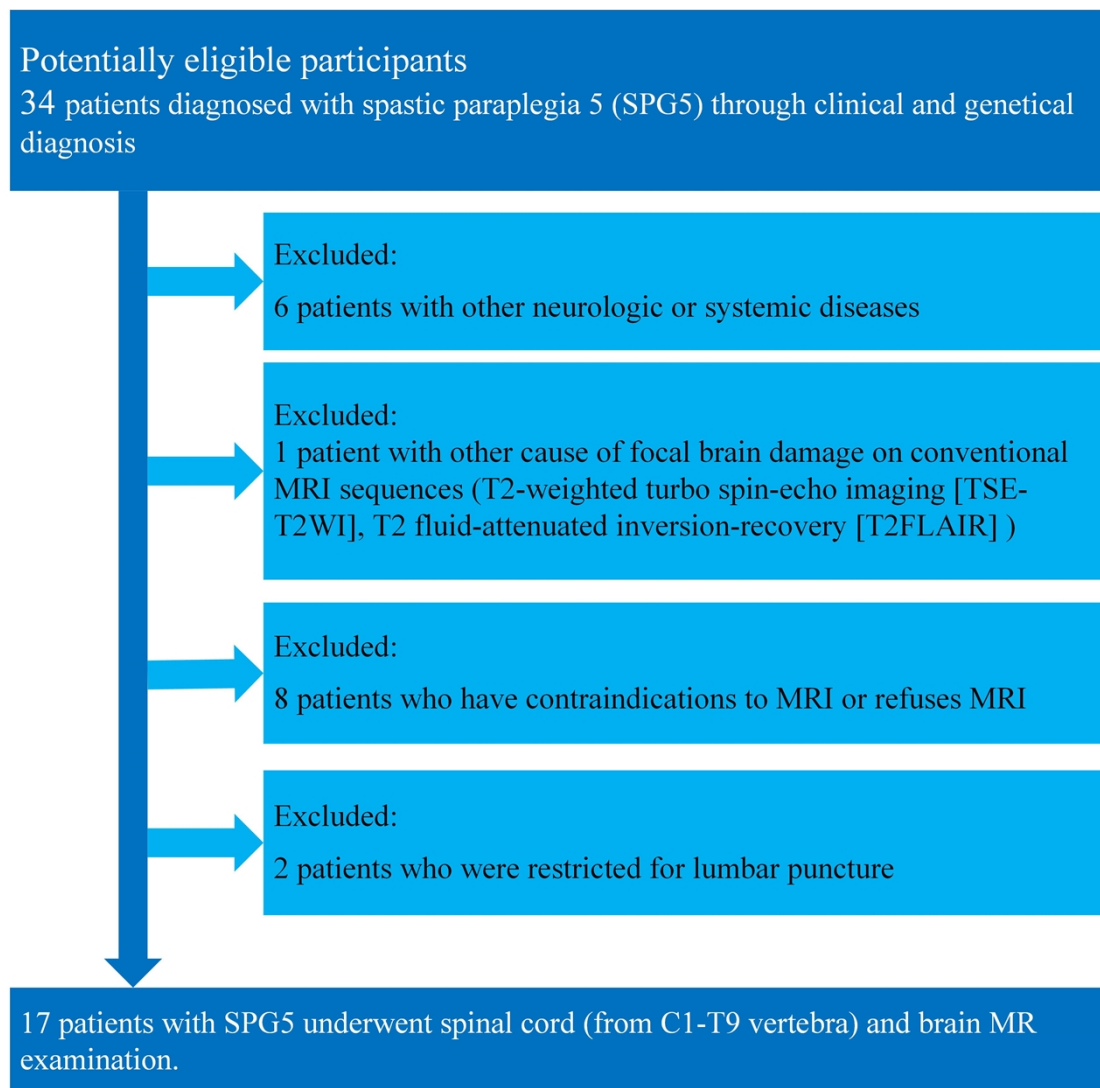 Potentially eligible participants
34 patients diagnosed with spastic paraplegia 5 (SPG5) through clinical and genetical
diagnosis
Excluded:
6 patients with other neurologic or systemic diseases
Excluded:
1 patient with other cause of focal brain damage on conventional
MRI sequences (T2-weighted turbo spin-echo imaging [TSE-
T2WI], T2 fluid-attenuated inversion-recovery [T2FLAIR] )
Excluded:
8 patients who have contraindications to MRI or refuses MRI
Excluded:
2 patients who were restricted for lumbar puncture
17 patients with SPG5 underwent spinal cord (from C1-T9 vertebra) and brain MR
examination.